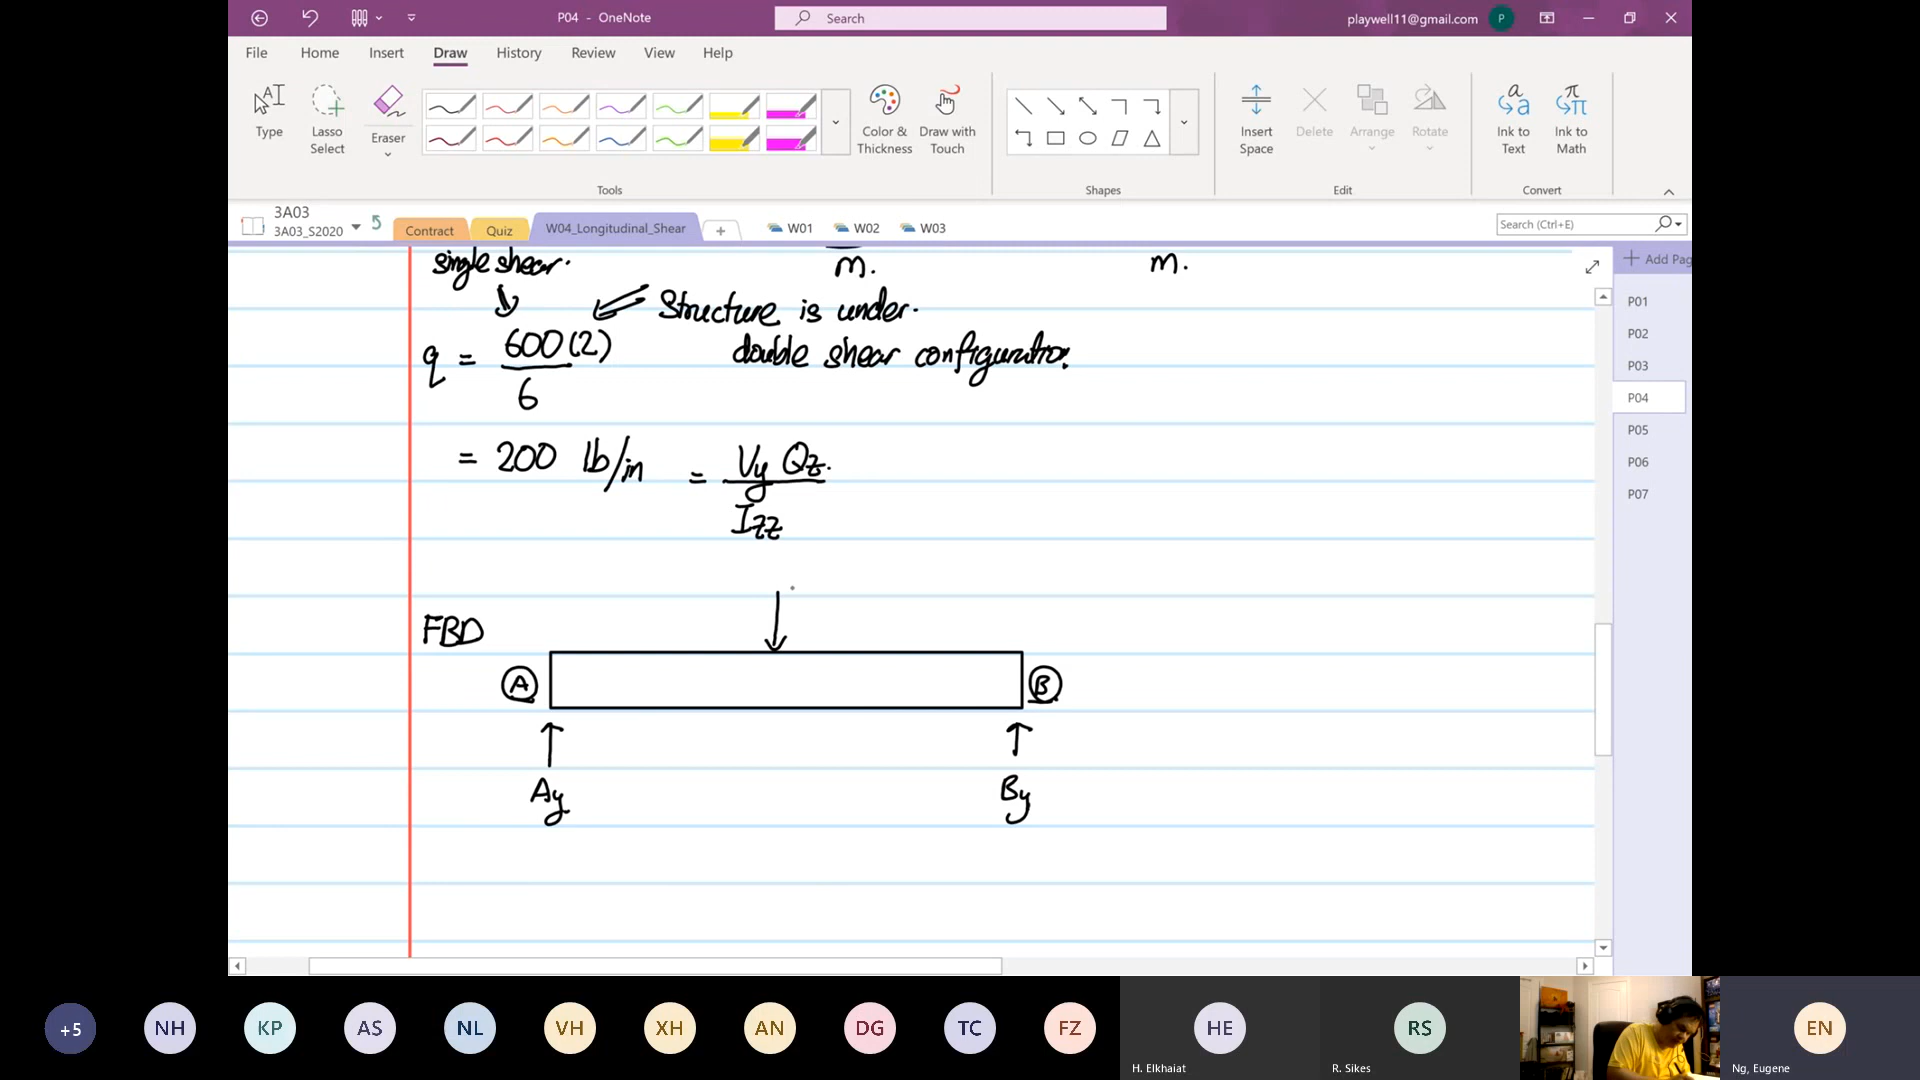 P04 - OneNote
Search
playwell11@gmail.com
P
File Home Insert Draw History Review View Help
Type
Lasso Select
Eraser
Color & Thickness
Draw with Touch
Insert Space
Delete
Arrange
Rotate
Ink to Text
Ink to Math
Tools
Shapes
Edit
Convert
3A03
3A03_S2020
Contract
Quiz
W04_Longitudinal_Shear
W01
W02
W03
Search (Ctrl+E)
Add Pag
P01
P02
P03
P04
P05
P06
P07
single shear. m. m.
Structure is under.
q = 600(2) / 6
double shear configuration.
= 200 lb/in = Vy Qz. / Izz
FBD
A B
Ay By
+5 NH KP AS NL VH XH AN DG TC FZ HE RS EN
H. Elkhaiat
R. Sikes
Ng, Eugene